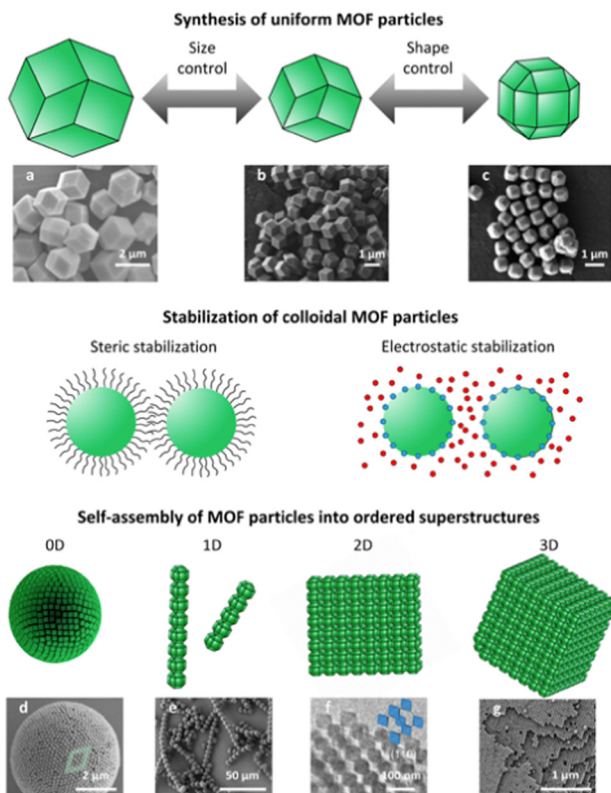 Synthesis of uniform MOF particles
Size
control
Shape
control
a
2 μm
b
1 μm
c
1 μm
Stabilization of colloidal MOF particles
Steric stabilization
Electrostatic stabilization
Self-assembly of MOF particles into ordered superstructures
0D
1D
2D
3D
d
2 μm
e
50 μm
f
(110)
100 nm
g
1 μm